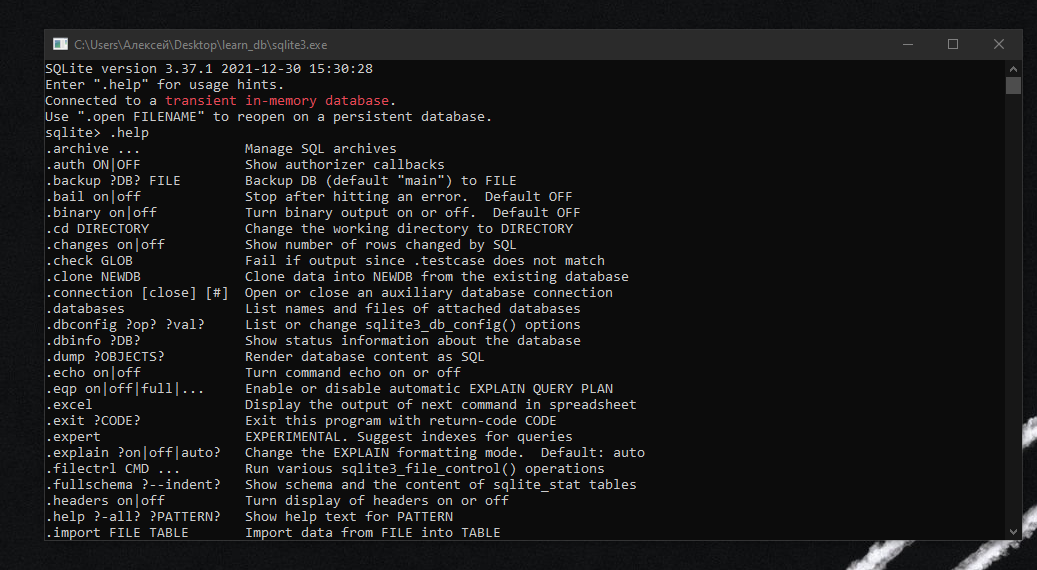 C:\Users\Алексей\Desktop\learn_db\sqlite3.exe
SQLite version 3.37.1 2021-12-30 15:30:28
Enter ".help" for usage hints.
Connected to a transient in-memory database.
Use ".open FILENAME" to reopen on a persistent database.
sqlite> .help
.archive ...             Manage SQL archives
.auth ON|OFF             Show authorizer callbacks
.backup ?DB? FILE        Backup DB (default "main") to FILE
.bail on|off             Stop after hitting an error.  Default OFF
.binary on|off           Turn binary output on or off.  Default OFF
.cd DIRECTORY            Change the working directory to DIRECTORY
.changes on|off          Show number of rows changed by SQL
.check GLOB              Fail if output since .testcase does not match
.clone NEWDB             Clone data into NEWDB from the existing database
.connection [close] [#]  Open or close an auxiliary database connection
.databases               List names and files of attached databases
.dbconfig ?op? ?val?     List or change sqlite3_db_config() options
.dbinfo ?DB?             Show status information about the database
.dump ?OBJECTS?          Render database content as SQL
.echo on|off             Turn command echo on or off
.eqp on|off|full|...     Enable or disable automatic EXPLAIN QUERY PLAN
.excel                   Display the output of next command in spreadsheet
.exit ?CODE?             Exit this program with return-code CODE
.expert                  EXPERIMENTAL. Suggest indexes for queries
.explain ?on|off|auto?   Change the EXPLAIN formatting mode.  Default: auto
.filectrl CMD ...        Run various sqlite3_file_control() operations
.fullschema ?--indent?   Show schema and the content of sqlite_stat tables
.headers on|off          Turn display of headers on or off
.help ?-all? ?PATTERN?   Show help text for PATTERN
.import FILE TABLE       Import data from FILE into TABLE